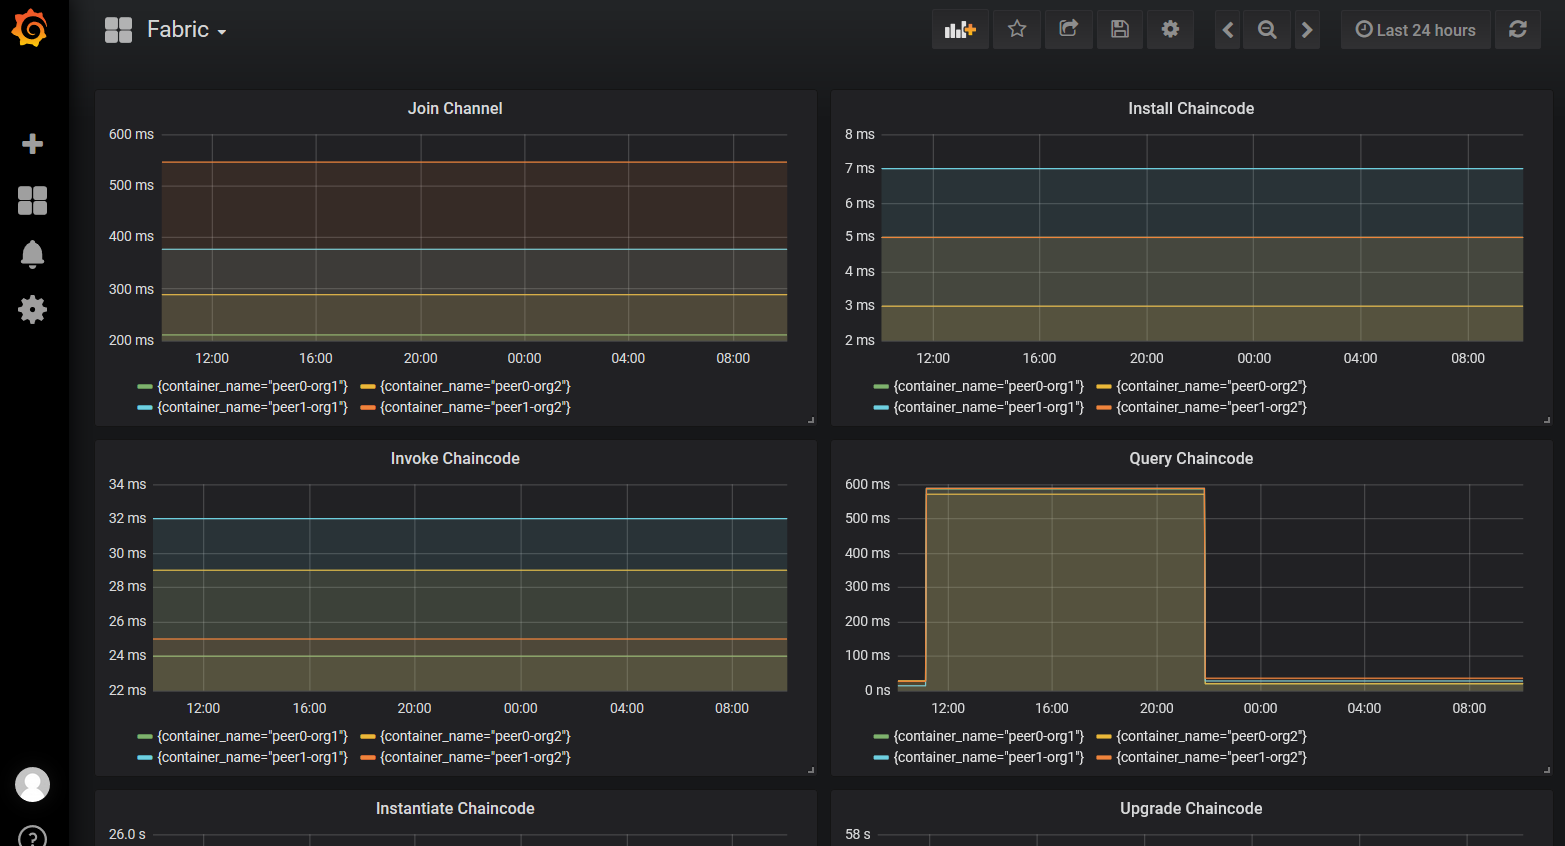 Fabric
Last 24 hours
Join Channel
600 ms
500 ms
400 ms
300 ms
200 ms
12:00 16:00 20:00 00:00 04:00 08:00
{container_name="peer0-org1"} {container_name="peer0-org2"}
{container_name="peer1-org1"} {container_name="peer1-org2"}
Install Chaincode
8 ms
7 ms
6 ms
5 ms
4 ms
3 ms
2 ms
12:00 16:00 20:00 00:00 04:00 08:00
{container_name="peer0-org1"} {container_name="peer0-org2"}
{container_name="peer1-org1"} {container_name="peer1-org2"}
Invoke Chaincode
34 ms
32 ms
30 ms
28 ms
26 ms
24 ms
22 ms
12:00 16:00 20:00 00:00 04:00 08:00
{container_name="peer0-org1"} {container_name="peer0-org2"}
{container_name="peer1-org1"} {container_name="peer1-org2"}
Query Chaincode
600 ms
500 ms
400 ms
300 ms
200 ms
100 ms
0 ns
12:00 16:00 20:00 00:00 04:00 08:00
{container_name="peer0-org1"} {container_name="peer0-org2"}
{container_name="peer1-org1"} {container_name="peer1-org2"}
Instantiate Chaincode
26.0 s
Upgrade Chaincode
58 s
?